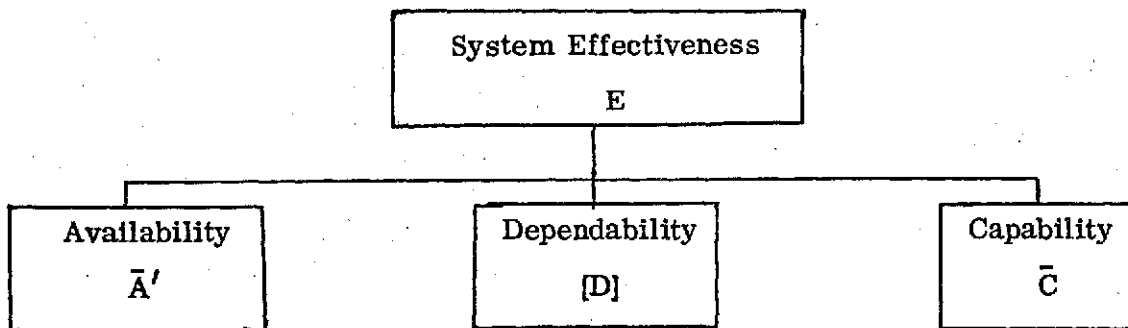 System Effectiveness
E
Availability
Ā′
Dependability
[D]
Capability
C̄